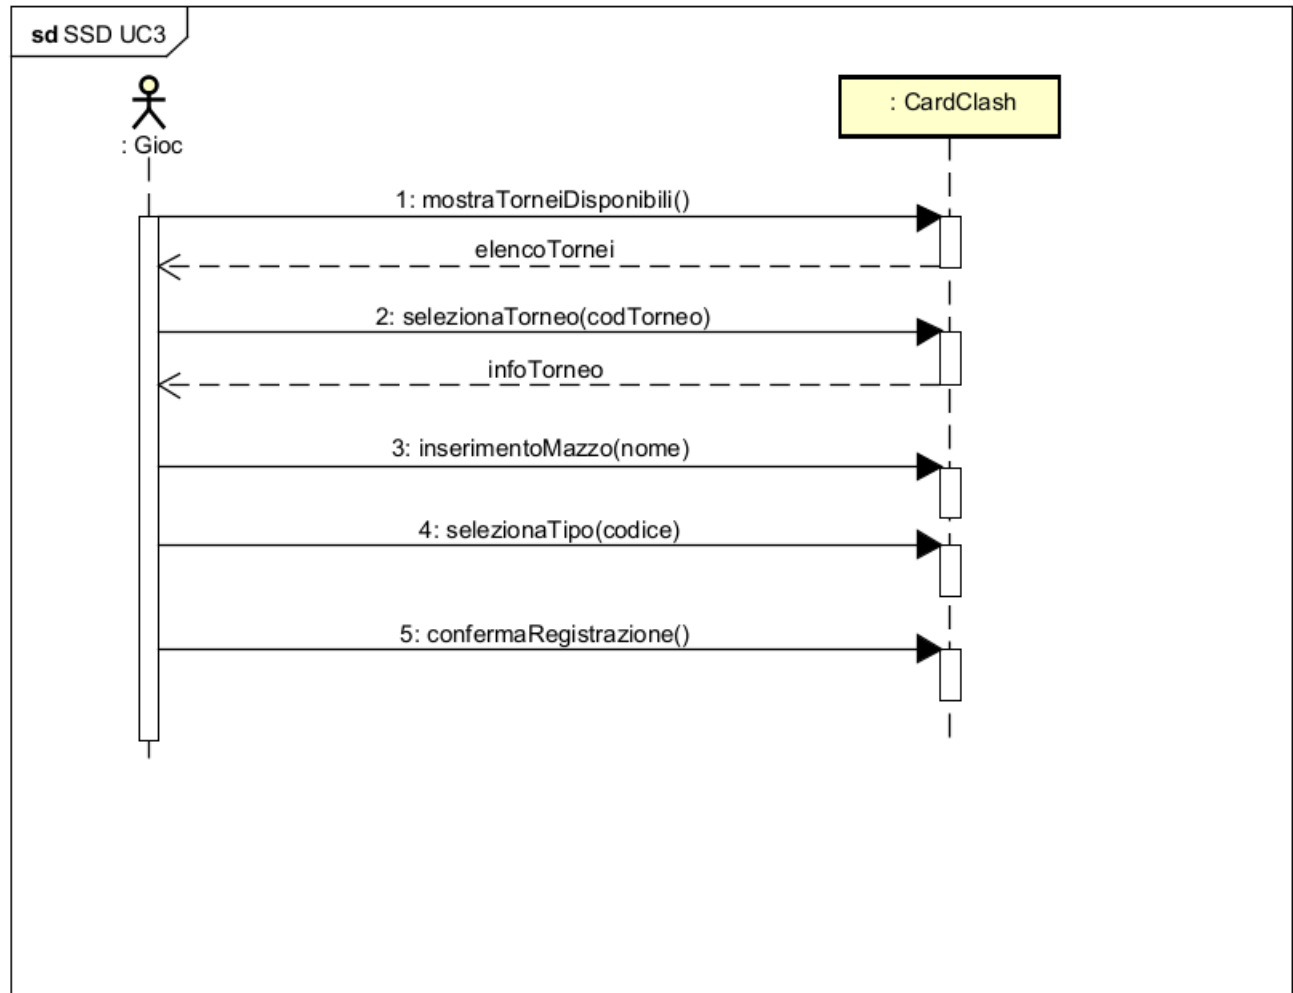 sd SSD UC3
: Gioc
: CardClash
1: mostraTorneiDisponibili()
elencoTornei
2: selezionaTorneo(codTorneo)
infoTorneo
3: inserimentoMazzo(nome)
4: selezionaTipo(codice)
5: confermaRegistrazione()